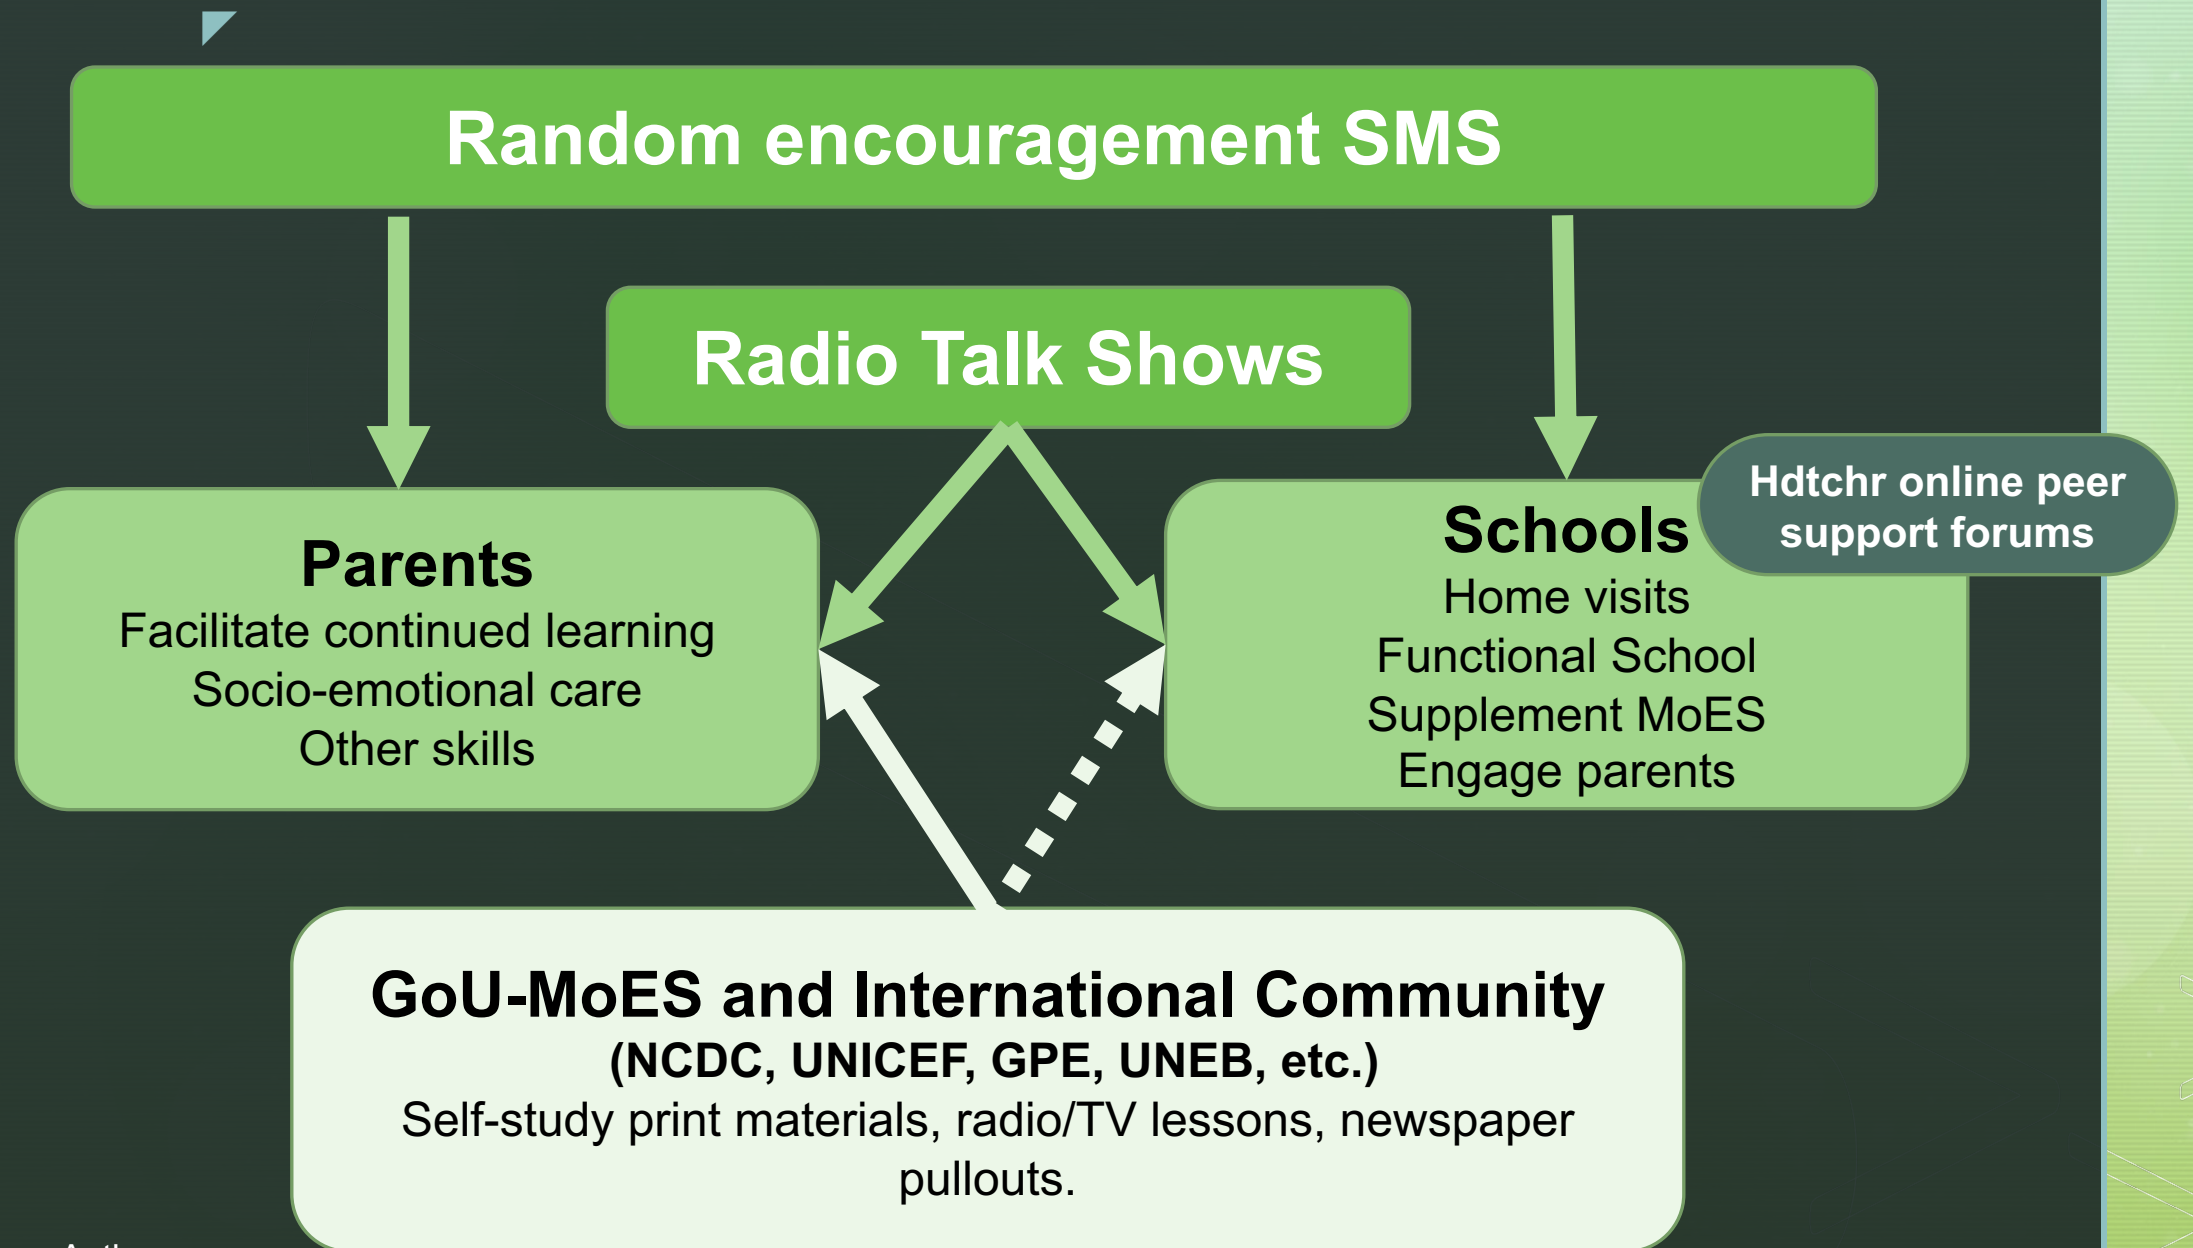 Random encouragement SMS
Radio Talk Shows
Parents
Facilitate continued learning
Socio-emotional care
Other skills
Schools
Home visits
Functional School
Supplement MoES
Engage parents
Hdtchr online peer
support forums
GoU-MoES and International Community
(NCDC, UNICEF, GPE, UNEB, etc.)
Self-study print materials, radio/TV lessons, newspaper
pullouts.